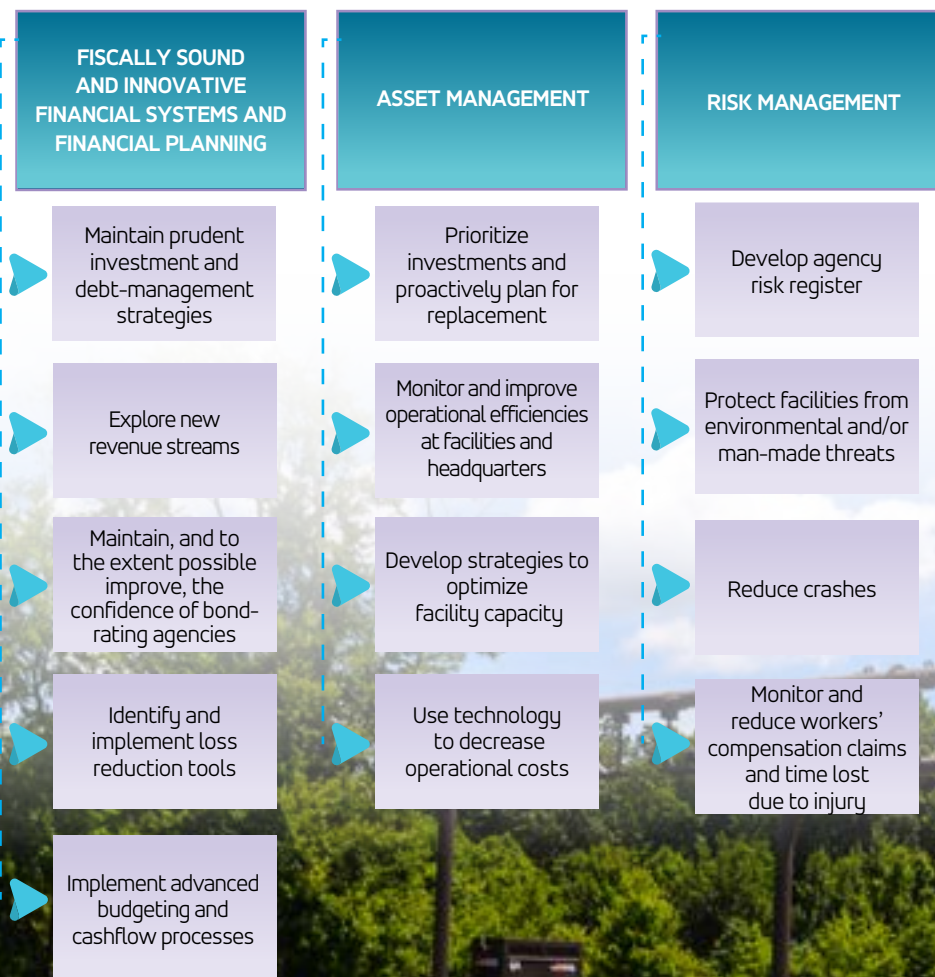 FISCALLY SOUND
AND INNOVATIVE
FINANCIAL SYSTEMS AND
FINANCIAL PLANNING
Maintain prudent
investment and
debt-management
strategies
Explore new
revenue streams
Maintain, and to
the extent possible
improve, the
confidence of bond-
rating agencies
Identify and
implement loss
reduction tools
Implement advanced
budgeting and
cashflow processes
ASSET MANAGEMENT
Prioritize
investments and
proactively plan for
replacement
Monitor and improve
operational efficiencies
at facilities and
headquarters
Develop strategies to
optimize
facility capacity
Use technology
to decrease
operational costs
RISK MANAGEMENT
Develop agency
risk register
Protect facilities from
environmental and/or
man-made threats
Reduce crashes
Monitor and
reduce workers’
compensation claims
and time lost
due to injury